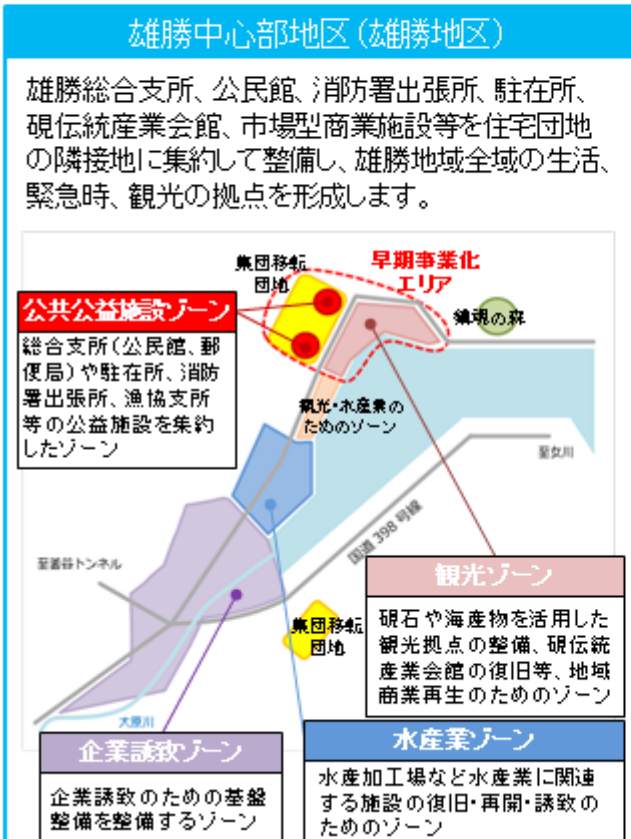 雄勝中心部地区(雄勝地区)
雄勝総合支所、公民館、消防署出張所、駐在所、
硯伝統産業会館、市場型商業施設等を住宅団地
の隣接地に集約して整備し、雄勝地域全域の生活、
緊急時、観光の拠点を形成します。
集団移転
団地
早期事業化
エリア
公共公益施設ゾーン
鎮魂の森
総合支所(公民館、郵
便局)や駐在所、消防
署出張所、漁協支所
等の公益施設を集約
したゾーン
観光・水産業の
ためのゾーン
至女川
国道398号線
至釜谷トンネル
観光ゾーン
硯石や海産物を活用した
観光拠点の整備、硯伝統
産業会館の復旧等、地域
商業再生のためのゾーン
集団移転
団地
大原川
企業誘致ゾーン
企業誘致のための基盤
整備を整備するゾーン
水産業ゾーン
水産加工場など水産業に関連
する施設の復旧・再開・誘致の
ためのゾーン